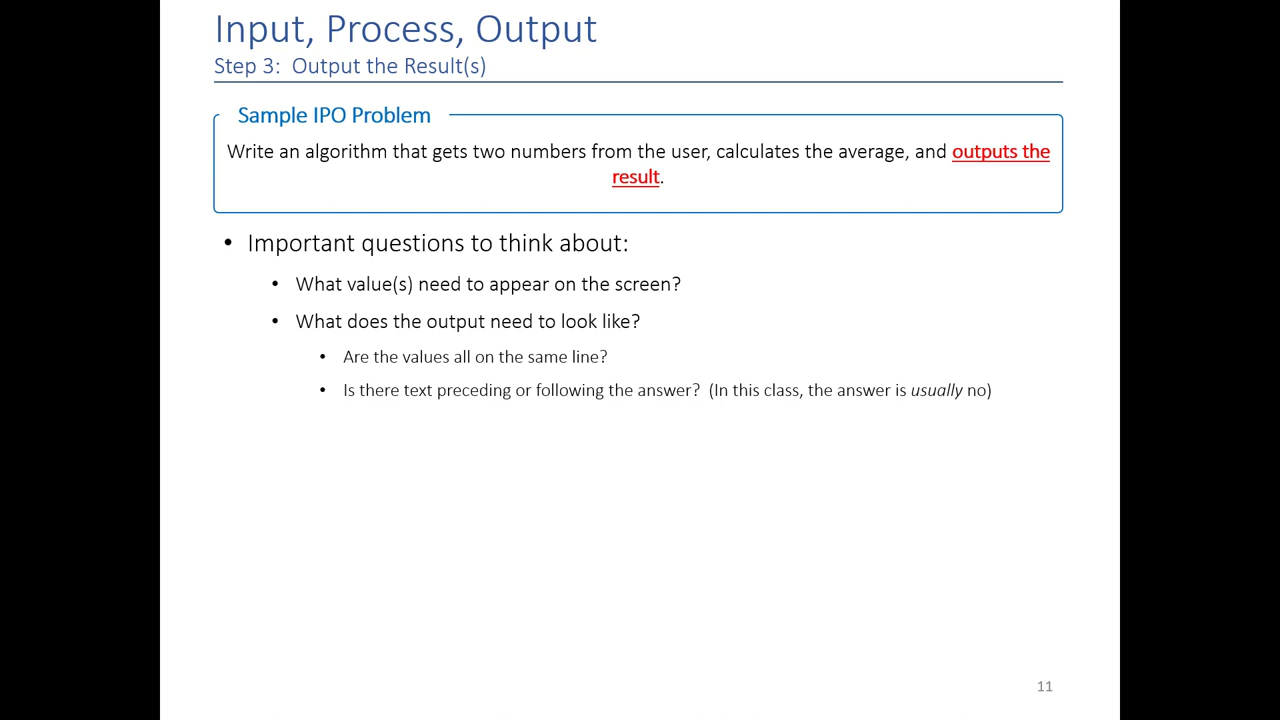 Input, Process, Output
Step 3:  Output the Result(s)
Sample IPO Problem
Write an algorithm that gets two numbers from the user, calculates the average, and outputs the
result.
• Important questions to think about:
• What value(s) need to appear on the screen?
• What does the output need to look like?
• Are the values all on the same line?
• Is there text preceding or following the answer?  (In this class, the answer is usually no)
11